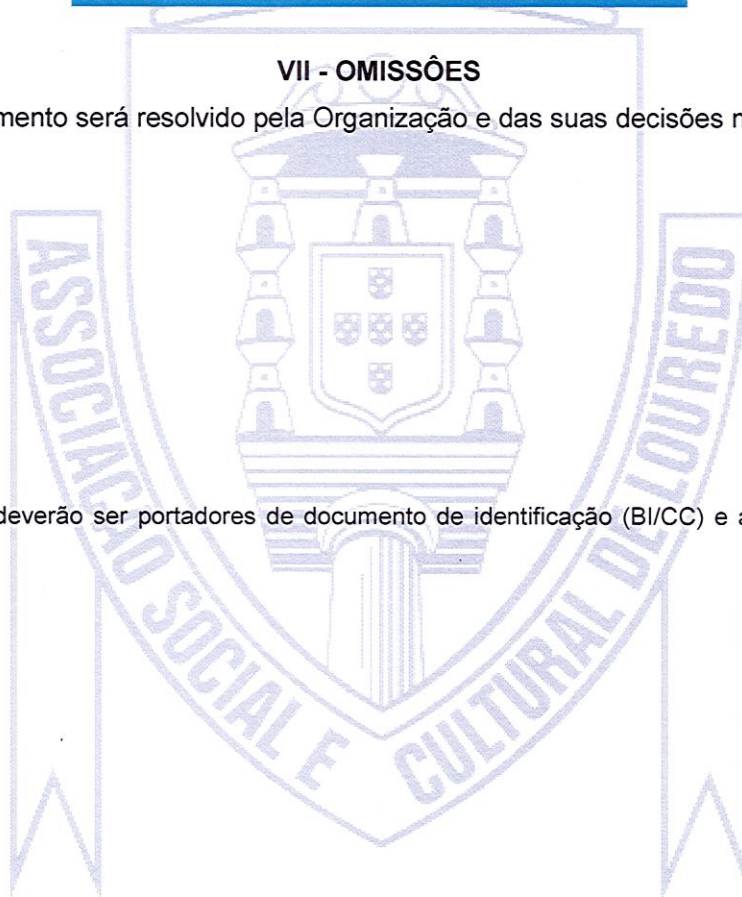 VII - OMISSÔES
mento será resolvido pela Organização e das suas decisões n
deverão ser portadores de documento de identificação (BI/CC) e a
ASSOCIAÇÃO SOCIAL E CULTURAL DE LOUREDO